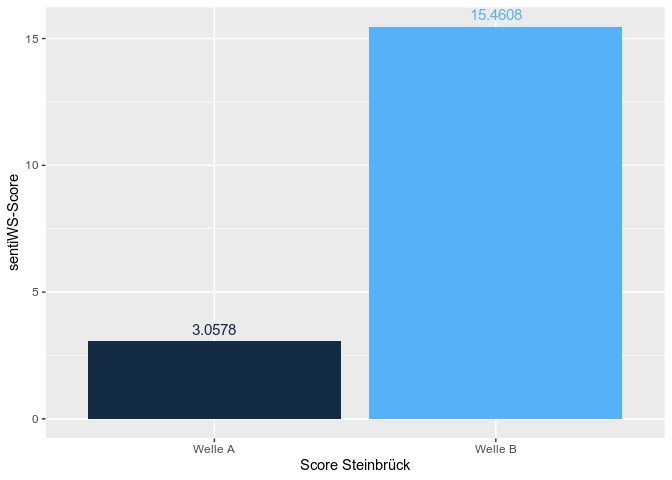 15.4608
15
10
5
0
sentiWS-Score
3.0578
Welle A
Welle B
Score Steinbrück